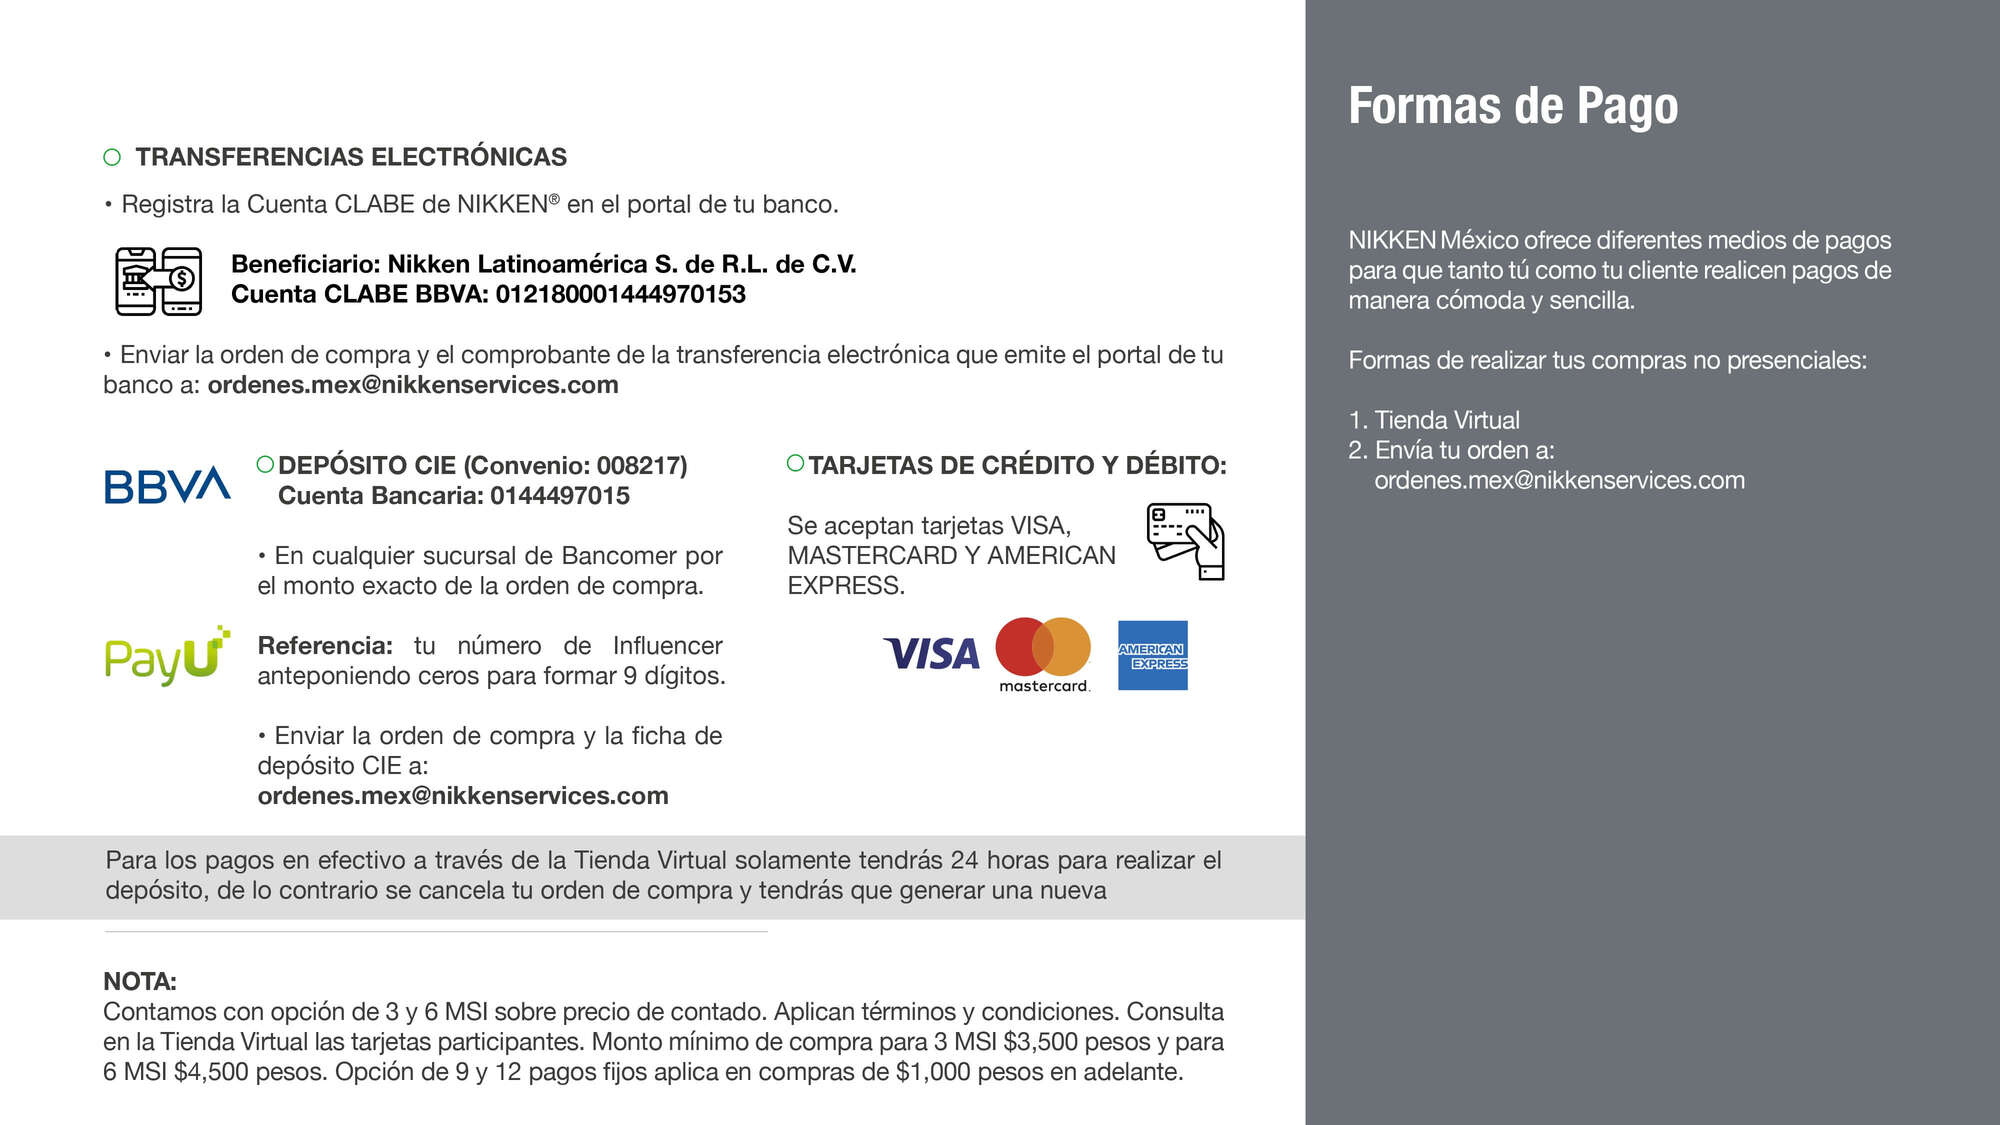 Formas de Pago
NIKKEN México ofrece diferentes medios de pagos
para que tanto tú como tu cliente realicen pagos de
manera cómoda y sencilla.
Formas de realizar tus compras no presenciales:
1. Tienda Virtual
2. Envía tu orden a:
ordenes.mex@nikkenservices.com
TRANSFERENCIAS ELECTRÓNICAS
• Registra la Cuenta CLABE de NIKKEN® en el portal de tu banco.
Beneficiario: Nikken Latinoamérica S. de R.L. de C.V.
Cuenta CLABE BBVA: 012180001444970153
• Enviar la orden de compra y el comprobante de la transferencia electrónica que emite el portal de tu
banco a: ordenes.mex@nikkenservices.com
BBVA
DEPÓSITO CIE (Convenio: 008217)
Cuenta Bancaria: 0144497015
• En cualquier sucursal de Bancomer por
el monto exacto de la orden de compra.
PayU
Referencia: tu número de Influencer
anteponiendo ceros para formar 9 dígitos.
• Enviar la orden de compra y la ficha de
depósito CIE a:
ordenes.mex@nikkenservices.com
TARJETAS DE CRÉDITO Y DÉBITO:
Se aceptan tarjetas VISA,
MASTERCARD Y AMERICAN
EXPRESS.
VISA
mastercard.
AMERICAN
EXPRESS
Para los pagos en efectivo a través de la Tienda Virtual solamente tendrás 24 horas para realizar el
depósito, de lo contrario se cancela tu orden de compra y tendrás que generar una nueva
NOTA:
Contamos con opción de 3 y 6 MSI sobre precio de contado. Aplican términos y condiciones. Consulta
en la Tienda Virtual las tarjetas participantes. Monto mínimo de compra para 3 MSI $3,500 pesos y para
6 MSI $4,500 pesos. Opción de 9 y 12 pagos fijos aplica en compras de $1,000 pesos en adelante.